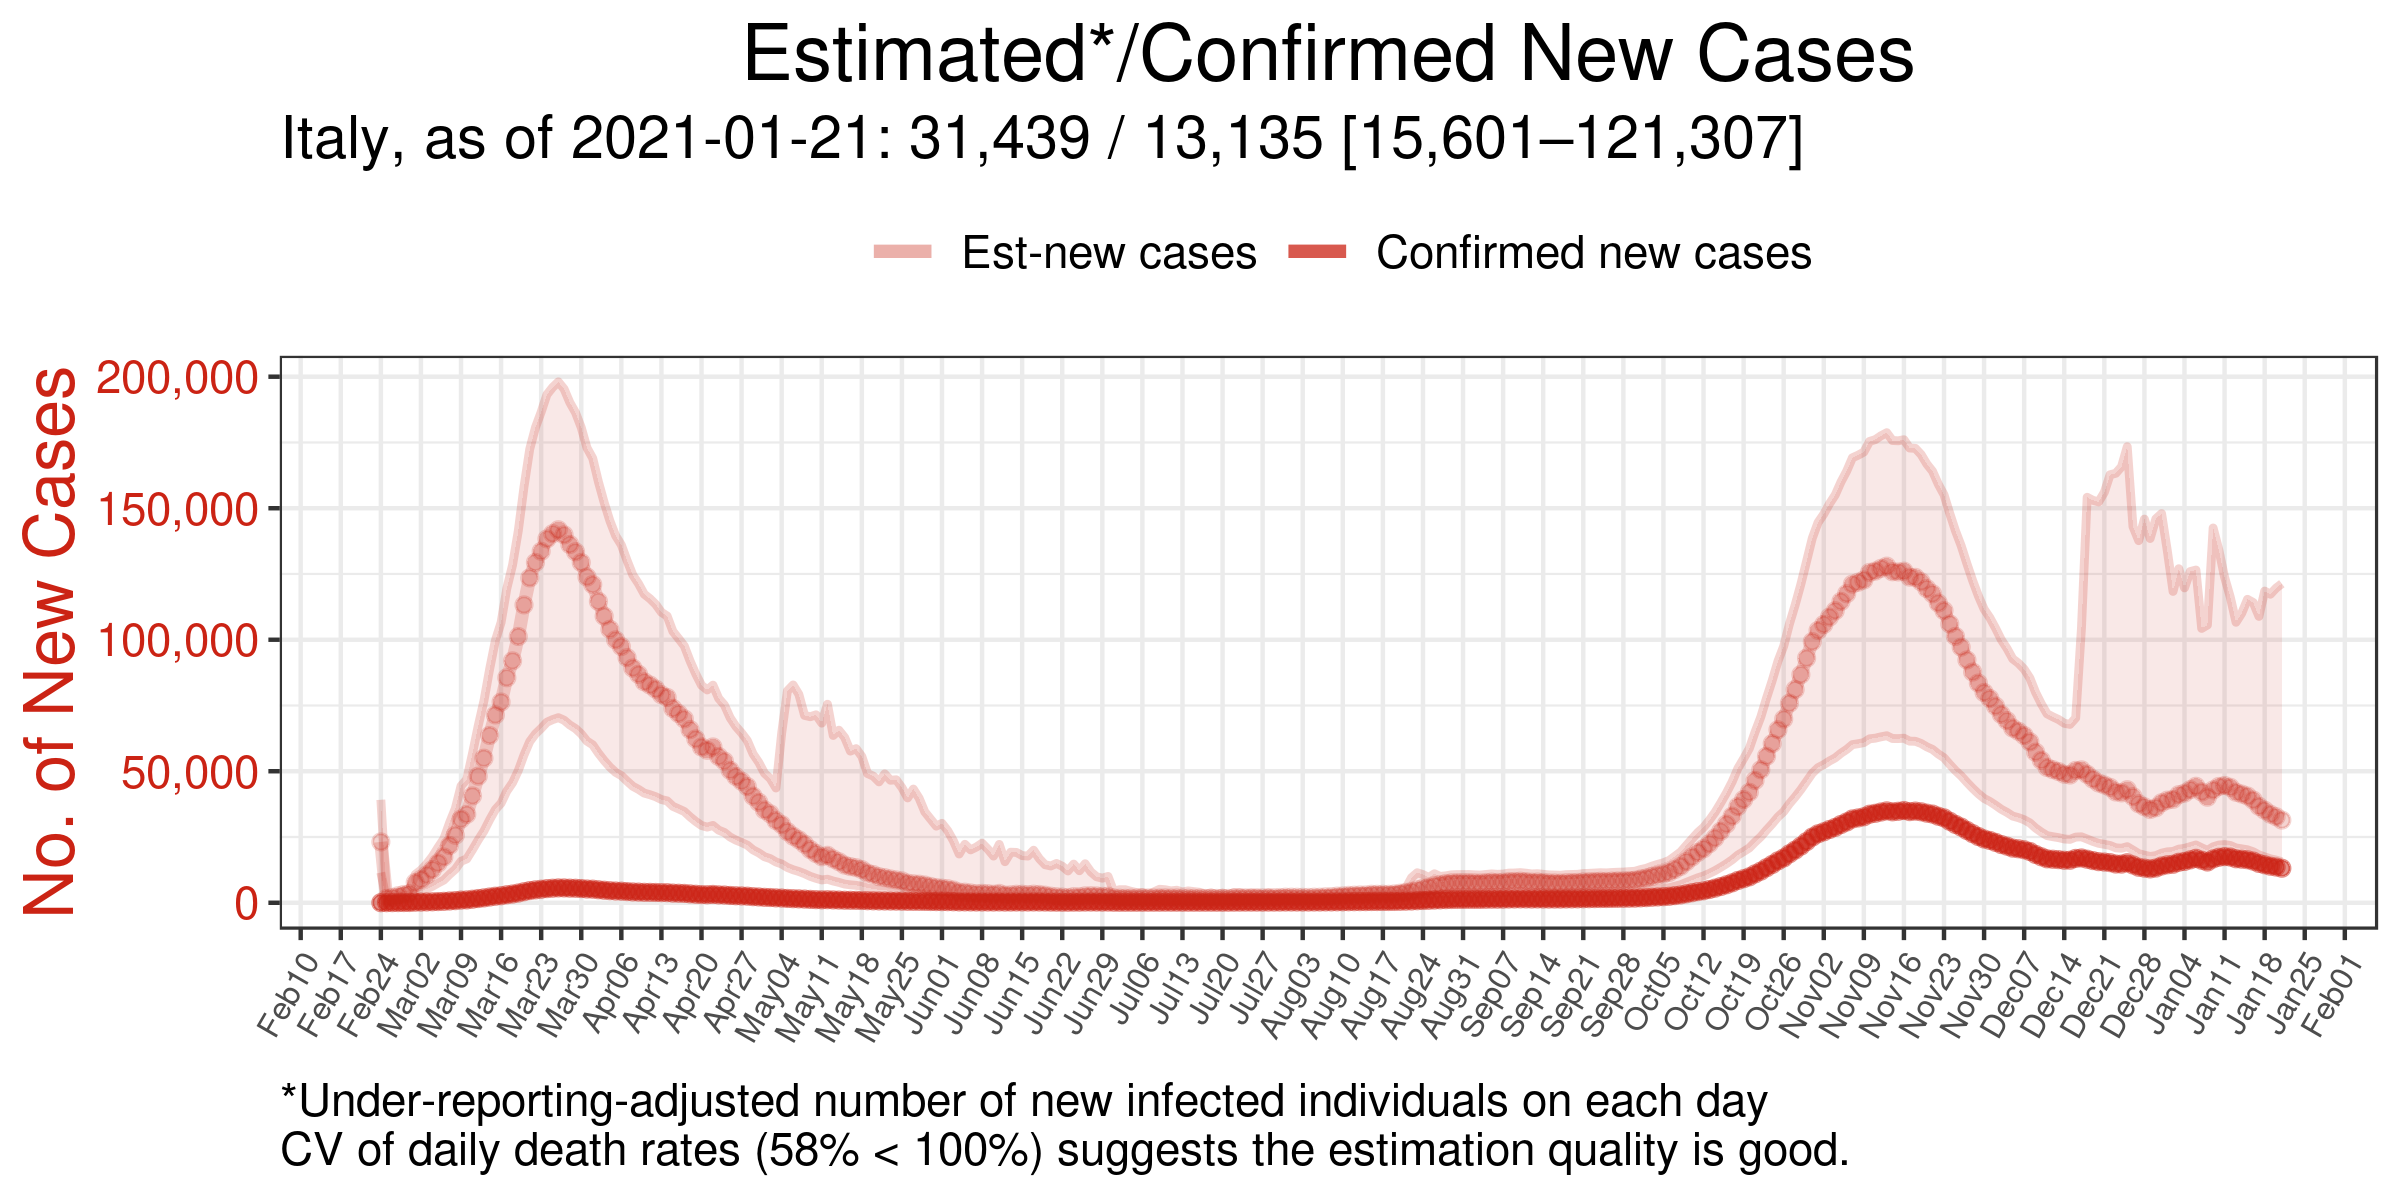 Estimated*/Confirmed New Cases
Italy, as of 2021-01-21: 31,439 / 13,135 [15,601–121,307]
Est-new cases
Confirmed new cases
No. of New Cases
200,000
150,000
100,000
50,000
0
Feb10
Feb17
Feb24
Mar02
Mar09
Mar16
Mar23
Mar30
Apr06
Apr13
Apr20
Apr27
May04
May11
May18
May25
Jun01
Jun08
Jun15
Jun22
Jun29
Jul06
Jul13
Jul20
Jul27
Aug03
Aug10
Aug17
Aug24
Aug31
Sep07
Sep14
Sep21
Sep28
Oct05
Oct12
Oct19
Oct26
Nov02
Nov09
Nov16
Nov23
Nov30
Dec07
Dec14
Dec21
Dec28
Jan04
Jan11
Jan18
Jan25
Feb01
*Under-reporting-adjusted number of new infected individuals on each day
CV of daily death rates (58% < 100%) suggests the estimation quality is good.